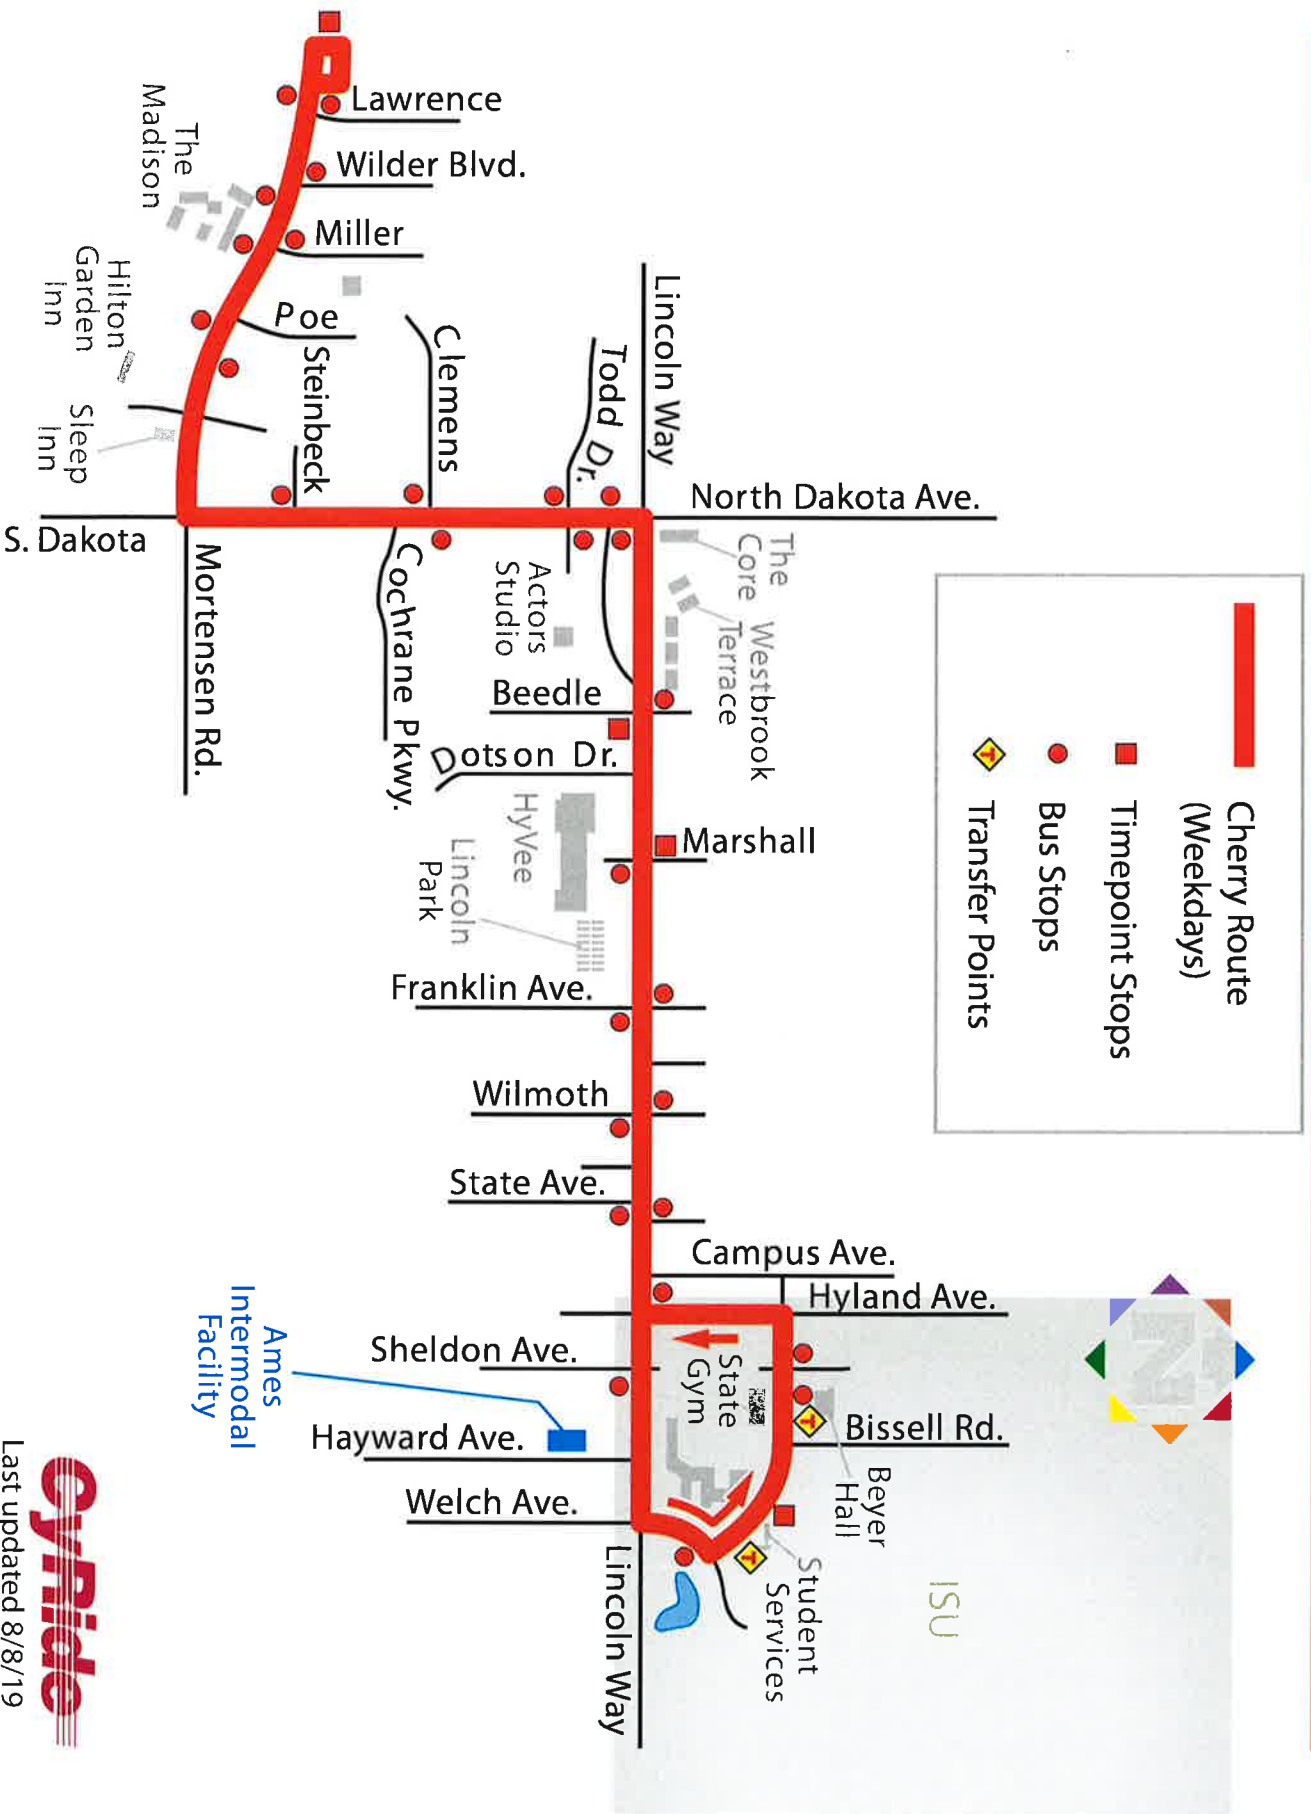 Cherry Route
(Weekdays)
Timepoint Stops
Bus Stops
Transfer Points
N
Lawrence
Wilder Blvd.
Miller
Poe
Steinbeck
Clemens
Todd Dr.
Lincoln Way
North Dakota Ave.
The
Madison
Hilton
Garden
Inn
Sleep
Inn
S. Dakota
Mortensen Rd.
Cochrane Pkwy.
Actors
Studio
The
Core
Westbrook
Terrace
Beedle
Dotson Dr.
HyVee
Lincoln
Park
Marshall
Franklin Ave.
Wilmoth
State Ave.
Campus Ave.
Hyland Ave.
Sheldon Ave.
State
Gym
Bissell Rd.
Beyer
Hall
Hayward Ave.
Welch Ave.
Ames
Intermodal
Facility
Student
Services
ISU
Lincoln Way
T
T
T
CyRide
Last updated 8/8/19